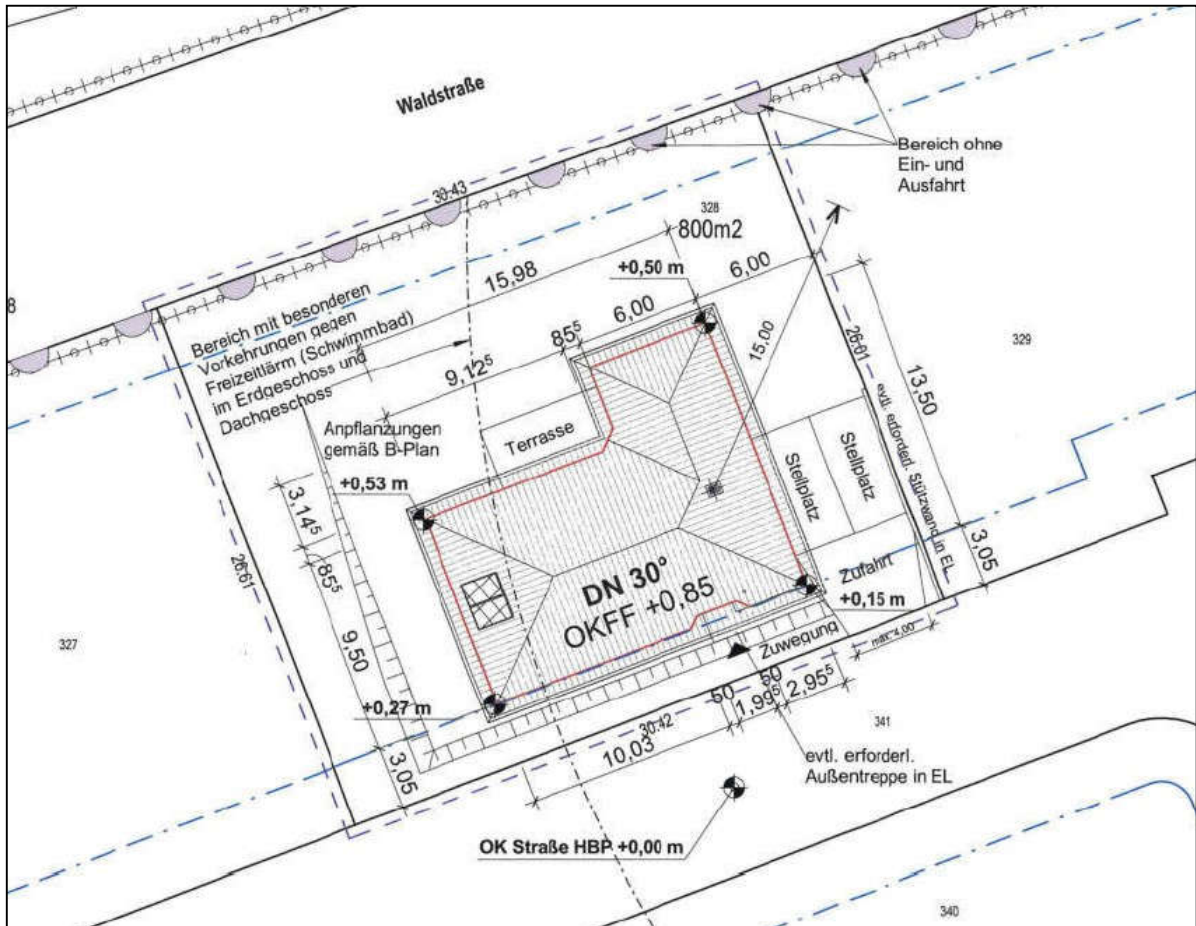 Waldstraße
Bereich ohne
Ein- und
Ausfahrt
30.43
328
800m2
15,98
+0,50 m
6,00
6,00
8
Bereich mit besonderen
Vorkehrungen gegen
Freizeitlärm (Schwimmbad)
im Erdgeschoss und
Dachgeschoss
85⁵
9,12⁵
15,00
26.01
13,50
329
Anpflanzungen
gemäß B-Plan
Terrasse
Stellplatz
Stellplatz
evtl. erforderl. Stützwand in EL
+0,53 m
3,14⁵
85⁵
26.61
9,50
327
DN 30°
OKFF +0,85
Zufahrt
3,05
+0,15 m
max. 4,00
Zuwegung
+0,27 m
50
50
1,99⁵
2,95⁵
30.42
10,03
3,05
341
evtl. erforderl.
Außentreppe in EL
OK Straße HBP +0,00 m
340